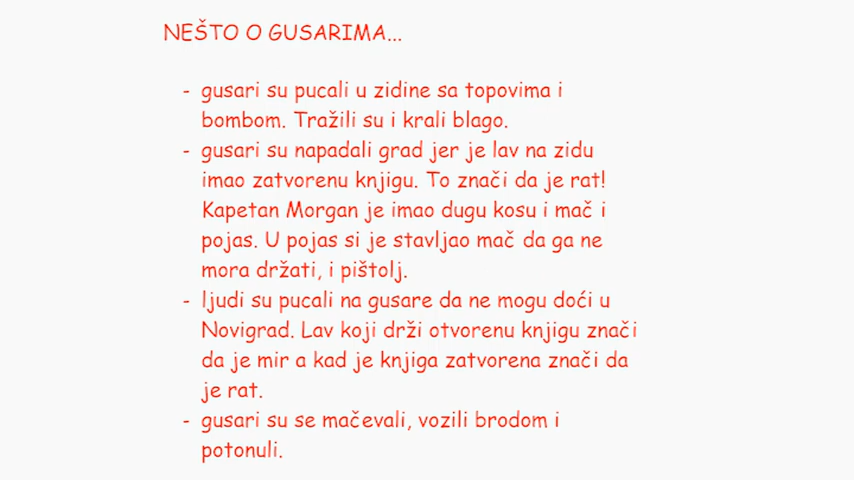 NEŠTO O GUSARIMA...
- gusari su pucali u zidine sa topovima i
bombom. Tražili su i krali blago.
- gusari su napadali grad jer je lav na zidu
imao zatvorenu knjigu. To znači da je rat!
Kapetan Morgan je imao dugu kosu i mač i
pojas. U pojas si je stavljao mač da ga ne
mora držati, i pištolj.
- ljudi su pucali na gusare da ne mogu doći u
Novigrad. Lav koji drži otvorenu knjigu znači
da je mir a kad je knjiga zatvorena znači da
je rat.
- gusari su se mačevali, vozili brodom i
potonuli.